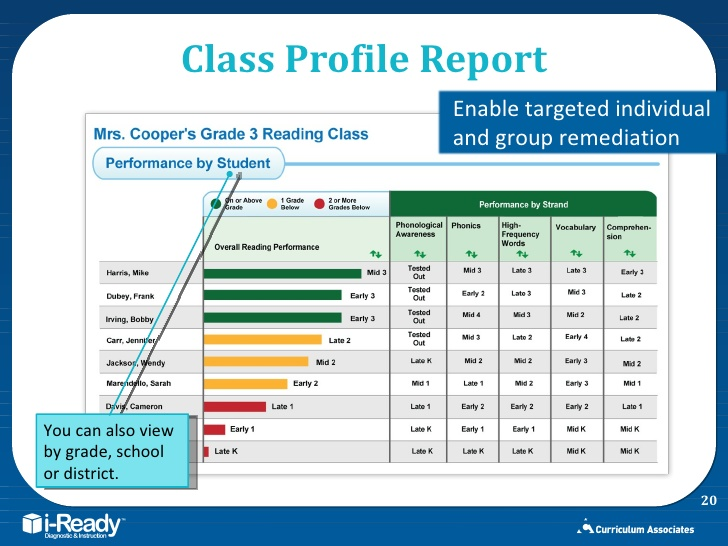 Class Profile Report
Enable targeted individual
and group remediation
Mrs. Cooper's Grade 3 Reading Class
Performance by Student
On or Above
Grade
1 Grade
Below
2 or More
Grades Below
Performance by Strand
Overall Reading Performance
Phonological
Awareness
Phonics
High-
Frequency
Words
Vocabulary
Comprehen-
sion
Harris, Mike Mid 3 Tested Out Mid 3 Late 3 Late 3 Early 3
Dubey, Frank Early 3 Tested Out Early 2 Late 3 Mid 3 Late 2
Irving, Bobby Early 3 Tested Out Mid 4 Mid 3 Mid 2 Late 2
Carr, Jennifer Late 2 Tested Out Mid 3 Late 2 Early 4 Late 2
Jackson, Wendy Mid 2 Late K Mid 2 Mid 2 Early 3 Mid 2
Marendello, Sarah Early 2 Mid 1 Late 1 Mid 2 Early 3 Mid 1
Davis, Cameron Late 1 Late 1 Early 2 Early 2 Early 2 Late 1
Early 1 Late K Early 1 Early 1 Mid K Mid K
Late K Late K Late K Late K Mid K Mid K
You can also view
by grade, school
or district.
20
i-Ready™
Diagnostic & Instruction
Curriculum Associates